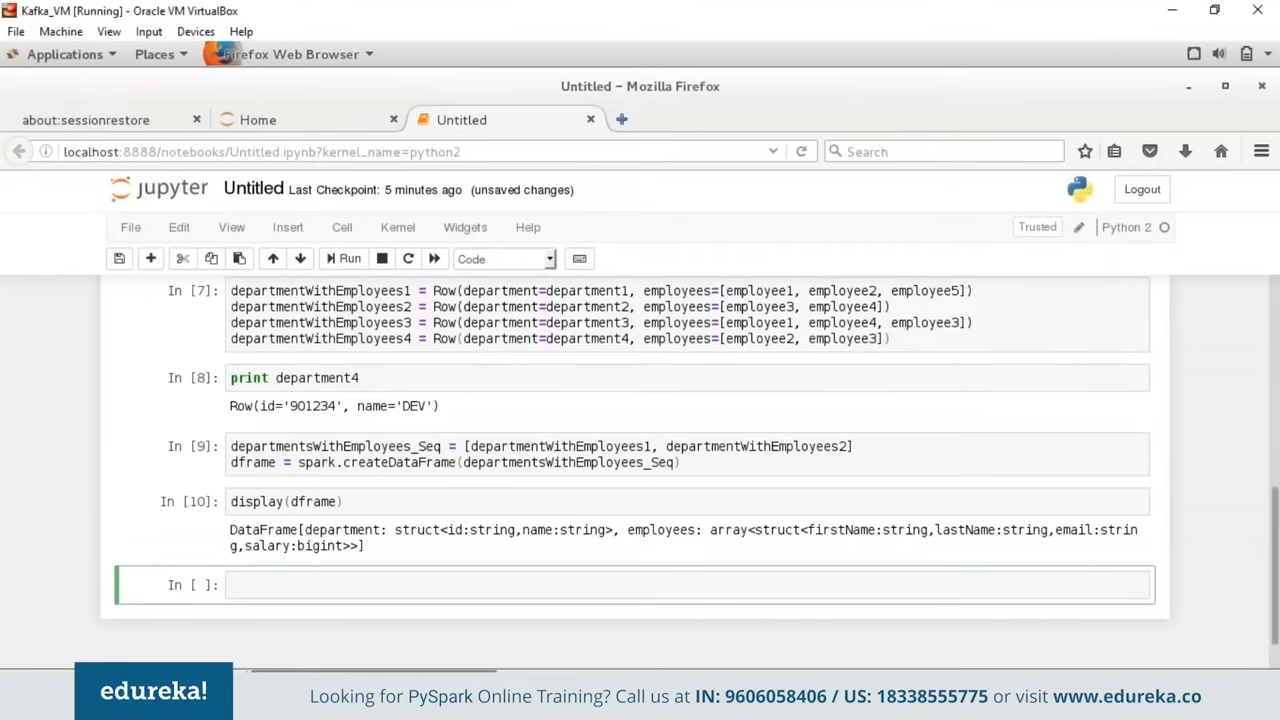 Kafka_VM [Running] - Oracle VM VirtualBox
File Machine View Input Devices Help
Applications Places Firefox Web Browser
Untitled - Mozilla Firefox
about:sessionrestore Home Untitled
localhost:8888/notebooks/Untitled.ipynb?kernel_name=python2 Search
jupyter Untitled Last Checkpoint: 5 minutes ago (unsaved changes) Logout
File Edit View Insert Cell Kernel Widgets Help Trusted Python 2
Run Code
In [7]: departmentWithEmployees1 = Row(department=department1, employees=[employee1, employee2, employee5])
departmentWithEmployees2 = Row(department=department2, employees=[employee3, employee4])
departmentWithEmployees3 = Row(department=department3, employees=[employee1, employee4, employee3])
departmentWithEmployees4 = Row(department=department4, employees=[employee2, employee3])
In [8]: print department4
Row(id='901234', name='DEV')
In [9]: departmentsWithEmployees_Seq = [departmentWithEmployees1, departmentWithEmployees2]
dframe = spark.createDataFrame(departmentsWithEmployees_Seq)
In [10]: display(dframe)
DataFrame[department: struct<id:string,name:string>, employees: array<struct<firstName:string,lastName:string,email:strin
g,salary:bigint>>]
In [ ]:
edureka! Looking for PySpark Online Training? Call us at IN: 9606058406 / US: 18338555775 or visit www.edureka.co